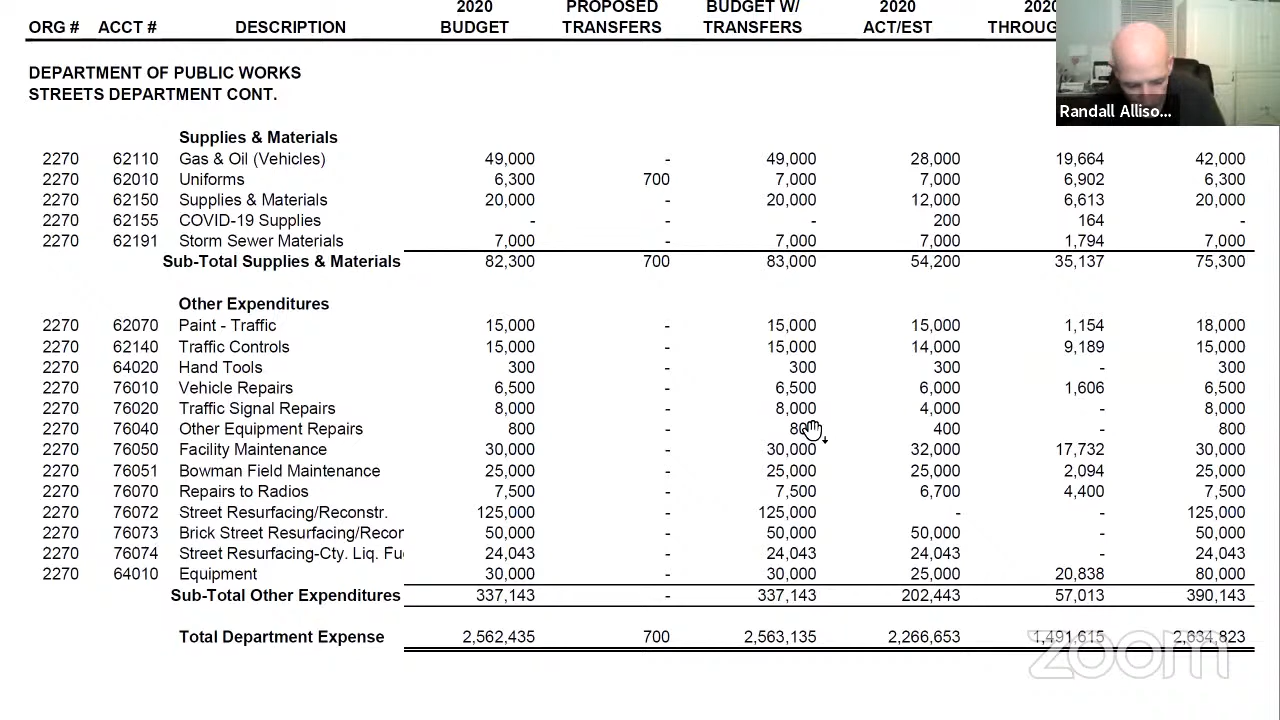 2020 PROPOSED BUDGET W/ 2020 2020
ORG # ACCT # DESCRIPTION BUDGET TRANSFERS TRANSFERS ACT/EST
DEPARTMENT OF PUBLIC WORKS
STREETS DEPARTMENT CONT.
Randall Alliso...
Supplies & Materials
2270 62110 Gas & Oil (Vehicles) 49,000 - 49,000 28,000 19,664 42,000
2270 62010 Uniforms 6,300 700 7,000 7,000 6,902 6,300
2270 62150 Supplies & Materials 20,000 - 20,000 12,000 6,613 20,000
2270 62155 COVID-19 Supplies - - - 200 164 -
2270 62191 Storm Sewer Materials 7,000 - 7,000 7,000 1,794 7,000
Sub-Total Supplies & Materials 82,300 700 83,000 54,200 35,137 75,300
Other Expenditures
2270 62070 Paint - Traffic 15,000 - 15,000 15,000 1,154 18,000
2270 62140 Traffic Controls 15,000 - 15,000 14,000 9,189 15,000
2270 64020 Hand Tools 300 - 300 300 - 300
2270 76010 Vehicle Repairs 6,500 - 6,500 6,000 1,606 6,500
2270 76020 Traffic Signal Repairs 8,000 - 8,000 4,000 - 8,000
2270 76040 Other Equipment Repairs 800 - 400 - 800
2270 76050 Facility Maintenance 30,000 - 30,000 32,000 17,732 30,000
2270 76051 Bowman Field Maintenance 25,000 - 25,000 25,000 2,094 25,000
2270 76070 Repairs to Radios 7,500 - 7,500 6,700 4,400 7,500
2270 76072 Street Resurfacing/Reconstr. 125,000 - 125,000 - - 125,000
2270 76073 Brick Street Resurfacing/Recon 50,000 - 50,000 50,000 - 50,000
2270 76074 Street Resurfacing-Cty. Liq. Fu 24,043 - 24,043 24,043 - 24,043
2270 64010 Equipment 30,000 - 30,000 25,000 20,838 80,000
Sub-Total Other Expenditures 337,143 - 337,143 202,443 57,013 390,143
Total Department Expense 2,562,435 700 2,563,135 2,266,653 1,491,615 2,634,823
zoom